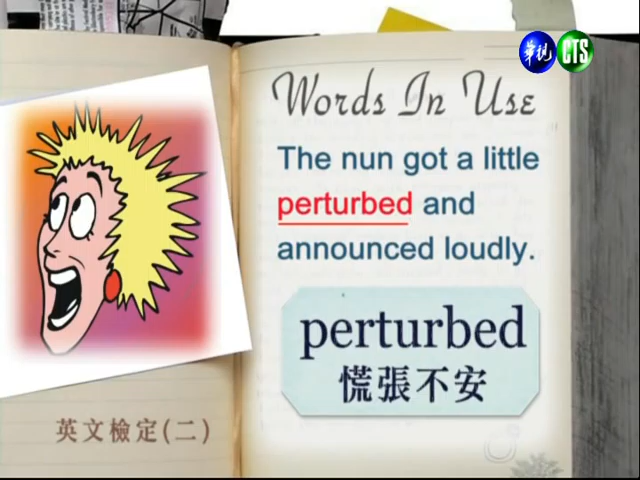 華視 CTS
Words In Use
The nun got a little
perturbed and
announced loudly.
perturbed
慌張不安
英文檢定(二)